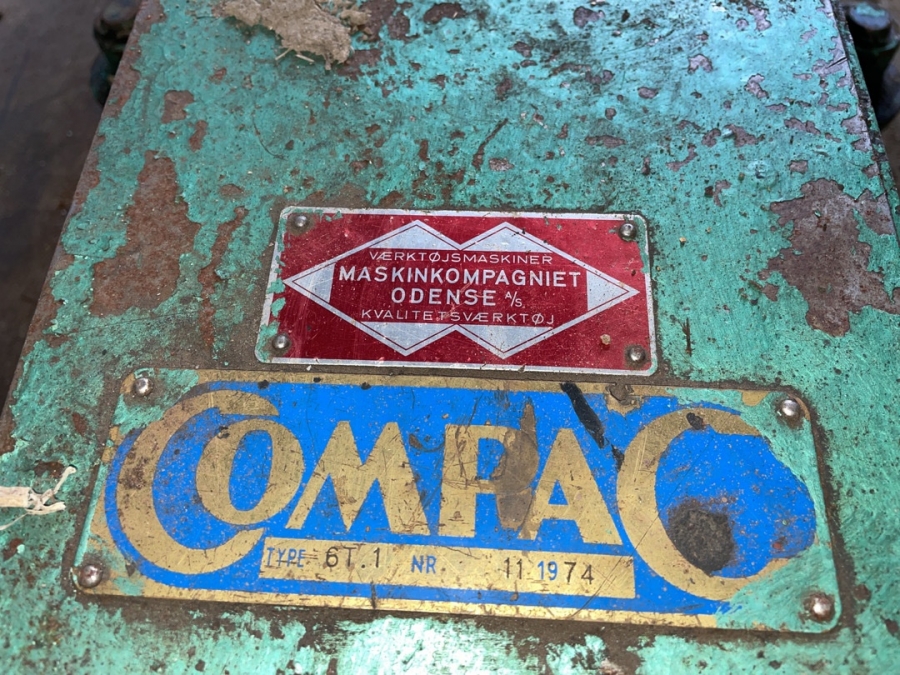 VÆRKTØJSMASKINER
MASKINKOMPAGNIET
ODENSE A/S.
KVALITETSVÆRKTØJ
COMPAC
TYPE 6T.1 NR. 11 1974